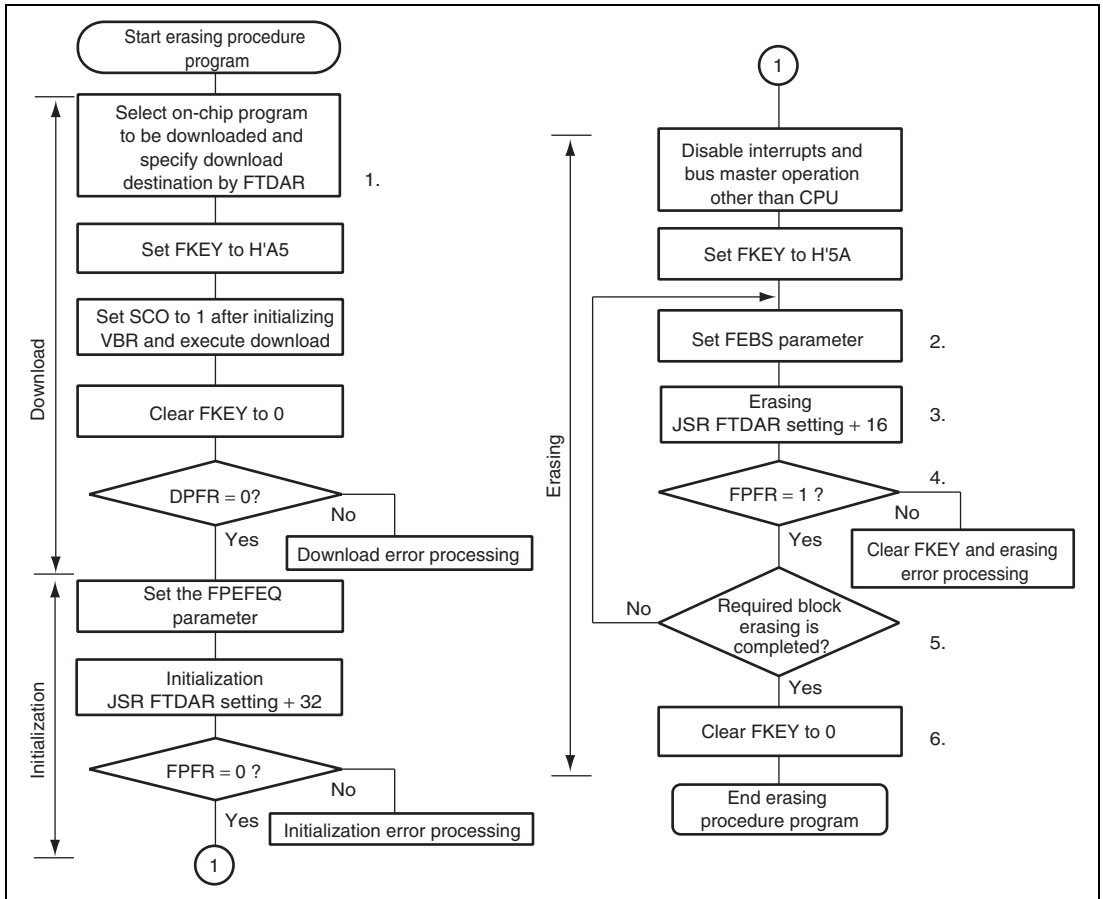 Start erasing procedure
program
Select on-chip program
to be downloaded and
specify download
destination by FTDAR
1.
Set FKEY to H'A5
Set SCO to 1 after initializing
VBR and execute download
Clear FKEY to 0
DPFR = 0?
No
Yes
Download error processing
Download
Set the FPEFEQ
parameter
Initialization
JSR FTDAR setting + 32
FPFR = 0 ?
No
Yes
Initialization error processing
Initialization
1
1
Disable interrupts and
bus master operation
other than CPU
Set FKEY to H'5A
Set FEBS parameter
2.
Erasing
JSR FTDAR setting + 16
3.
4.
FPFR = 1 ?
No
Yes
Clear FKEY and erasing
error processing
No
Required block
erasing is
completed?
5.
Yes
Clear FKEY to 0
6.
Erasing
End erasing
procedure program